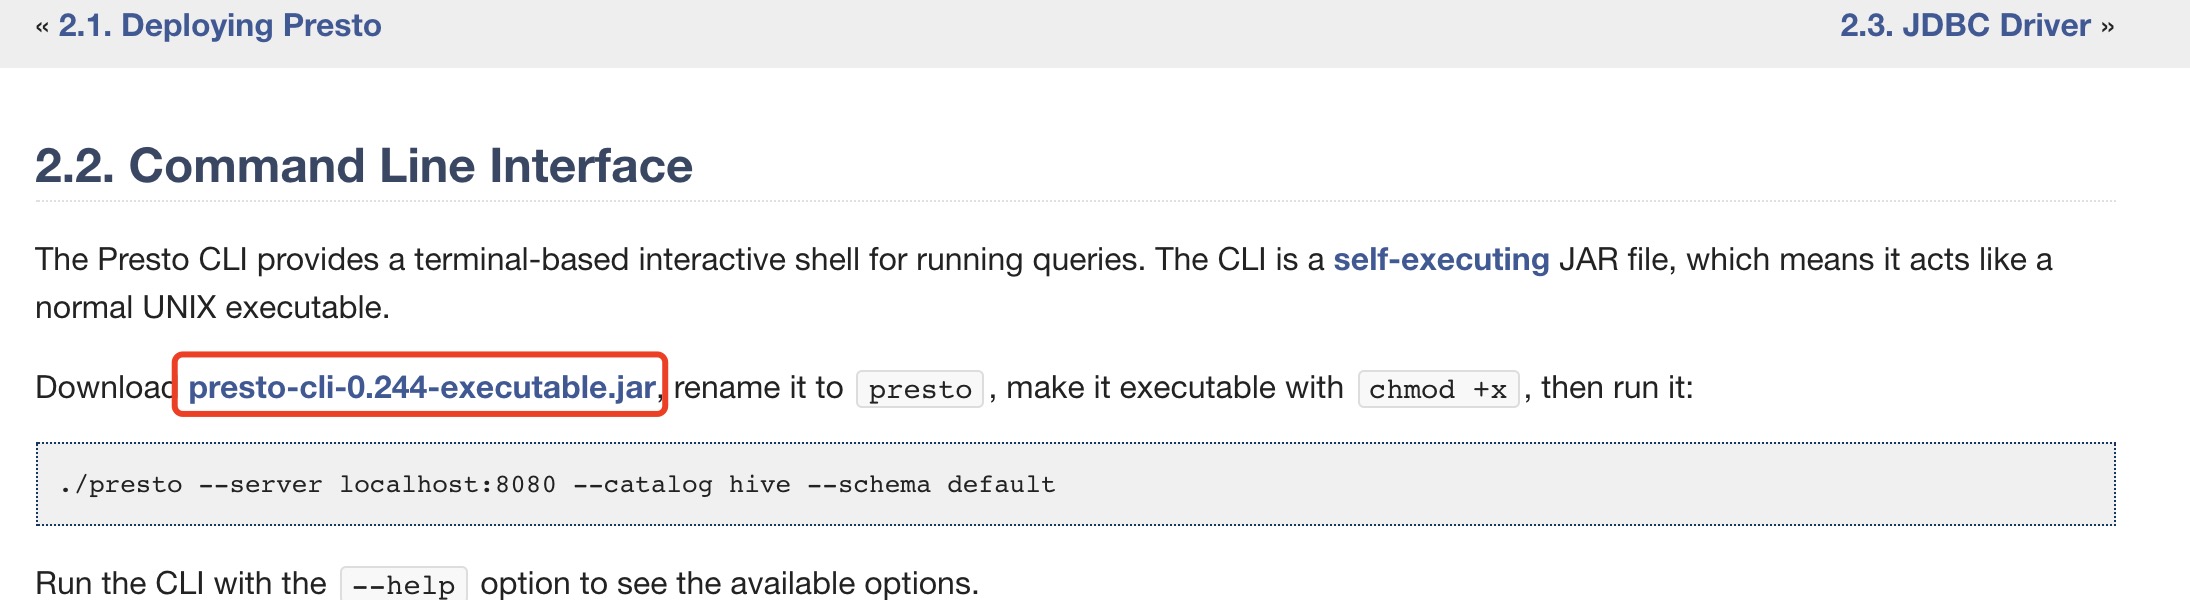 « 2.1. Deploying Presto
2.3. JDBC Driver »
2.2. Command Line Interface
The Presto CLI provides a terminal-based interactive shell for running queries. The CLI is a self-executing JAR file, which means it acts like a
normal UNIX executable.
Download presto-cli-0.244-executable.jar, rename it to presto, make it executable with chmod +x, then run it:
./presto --server localhost:8080 --catalog hive --schema default
Run the CLI with the --help option to see the available options.